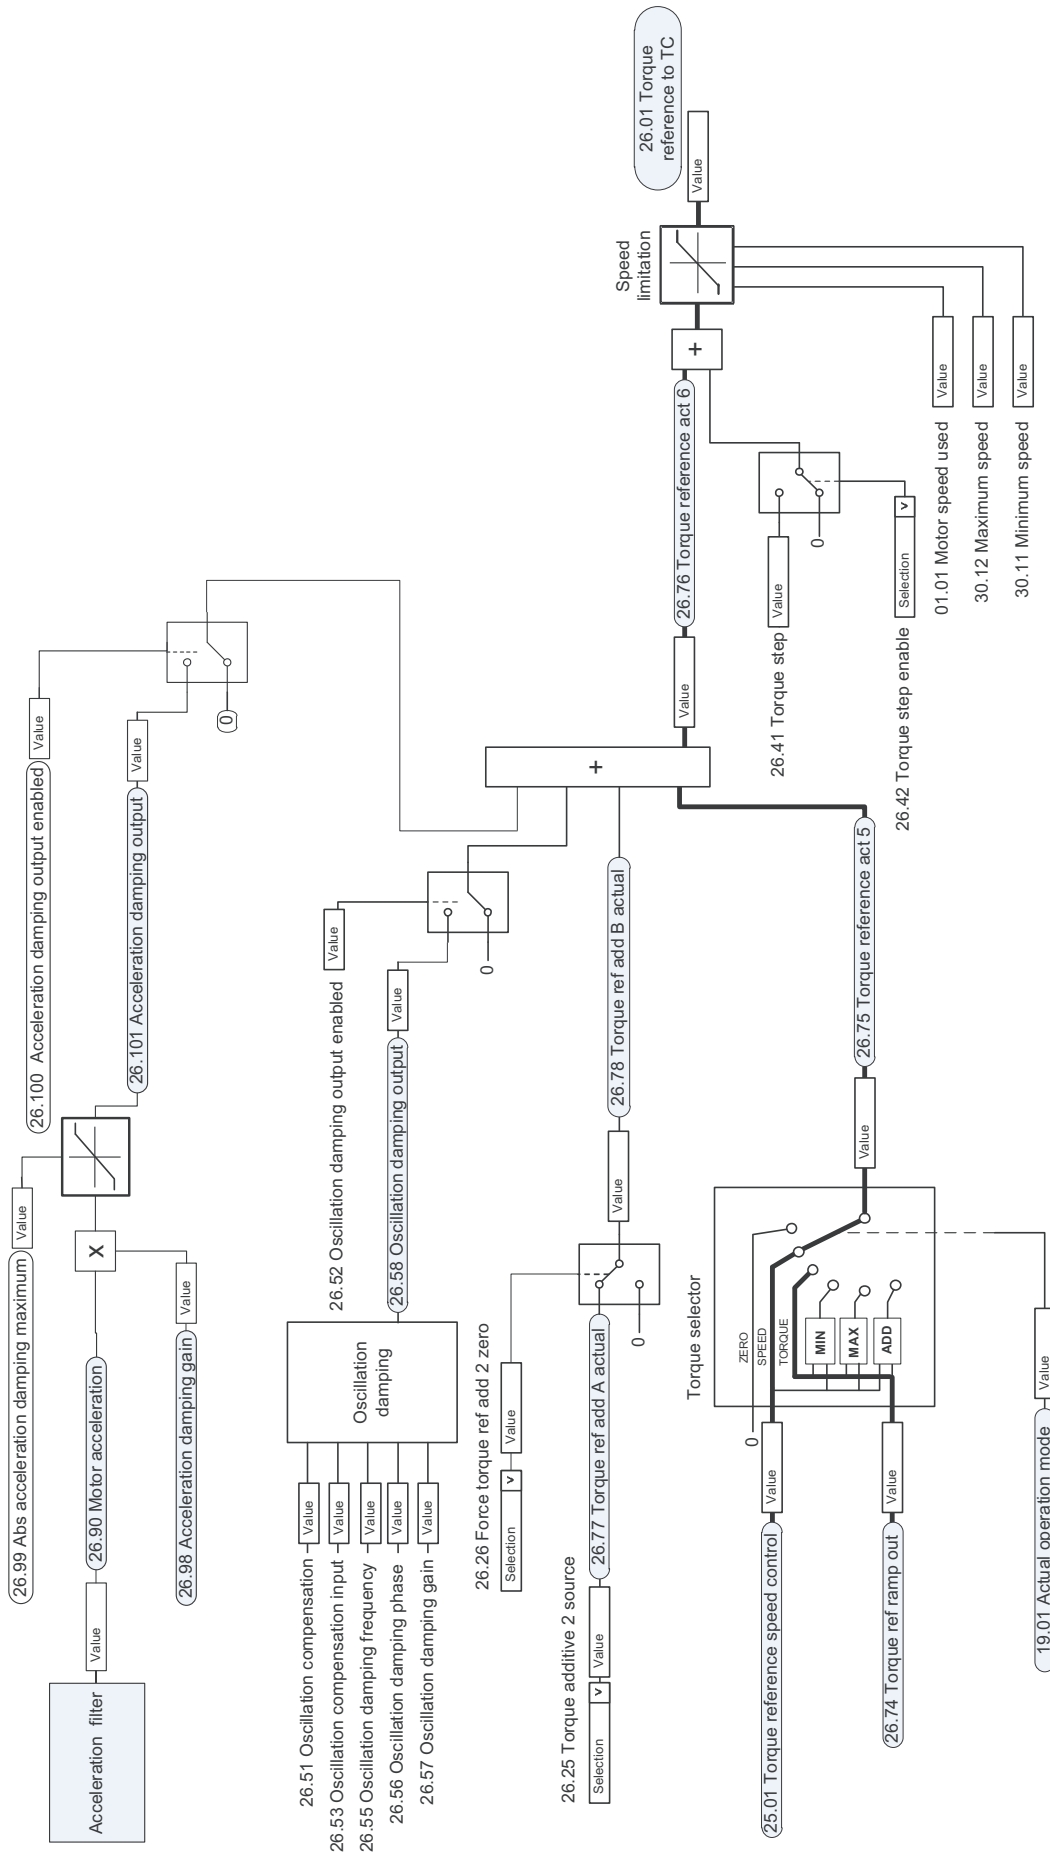 26.99 Abs acceleration damping maximum
Value
Acceleration filter
Value
26.90 Motor acceleration
X
26.98 Acceleration damping gain
Value
26.100 Acceleration damping output enabled
Value
26.101 Acceleration damping output
Value
0
26.51 Oscillation compensation
Value
26.53 Oscillation compensation input
Value
26.55 Oscillation damping frequency
Value
26.56 Oscillation damping phase
Value
26.57 Oscillation damping gain
Value
Oscillation
damping
26.52 Oscillation damping output enabled
Value
26.58 Oscillation damping output
Value
0
26.26 Force torque ref add 2 zero
Selection
v
Value
26.25 Torque additive 2 source
Selection
v
Value
26.77 Torque ref add A actual
0
Value
26.78 Torque ref add B actual
+
Torque selector
0
ZERO
SPEED
TORQUE
MIN
MAX
ADD
25.01 Torque reference speed control
Value
26.74 Torque ref ramp out
Value
19.01 Actual operation mode
Value
Value
26.75 Torque reference act 5
Value
26.76 Torque reference act 6
+
26.41 Torque step
Value
0
26.42 Torque step enable
Selection
v
Speed
limitation
01.01 Motor speed used
Value
30.12 Maximum speed
Value
30.11 Minimum speed
Value
Value
26.01 Torque
reference to TC